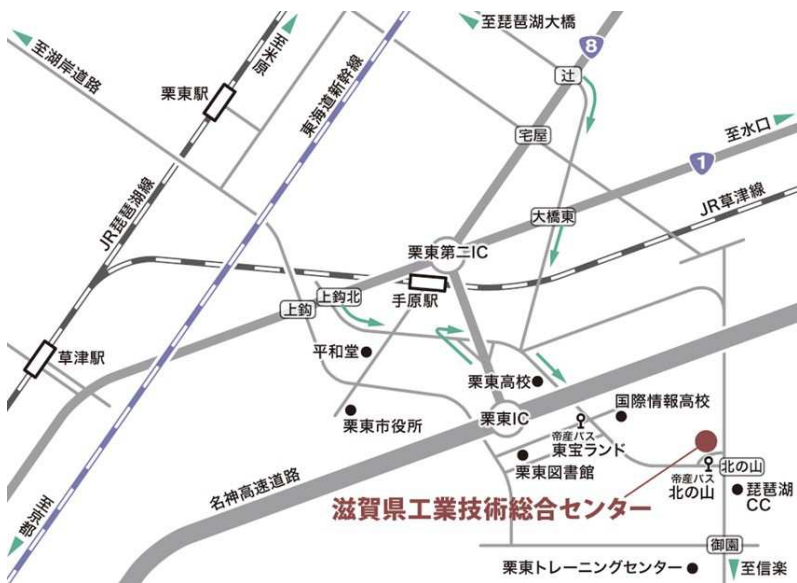 至琵琶湖大橋
8
至湖岸道路
至米原
栗東駅
東海道新幹線
辻
宅屋
至水口
1
JR琵琶湖線
大橋東
JR草津線
栗東第二IC
手原駅
上鈎北
上鈎
草津駅
平和堂
栗東高校
栗東市役所
栗東IC
国際情報高校
帝産バス
東宝ランド
栗東図書館
名神高速道路
帝産バス
北の山
北の山
琵琶湖
CC
滋賀県工業技術総合センター
至京都
御園
栗東トレーニングセンター
至信楽